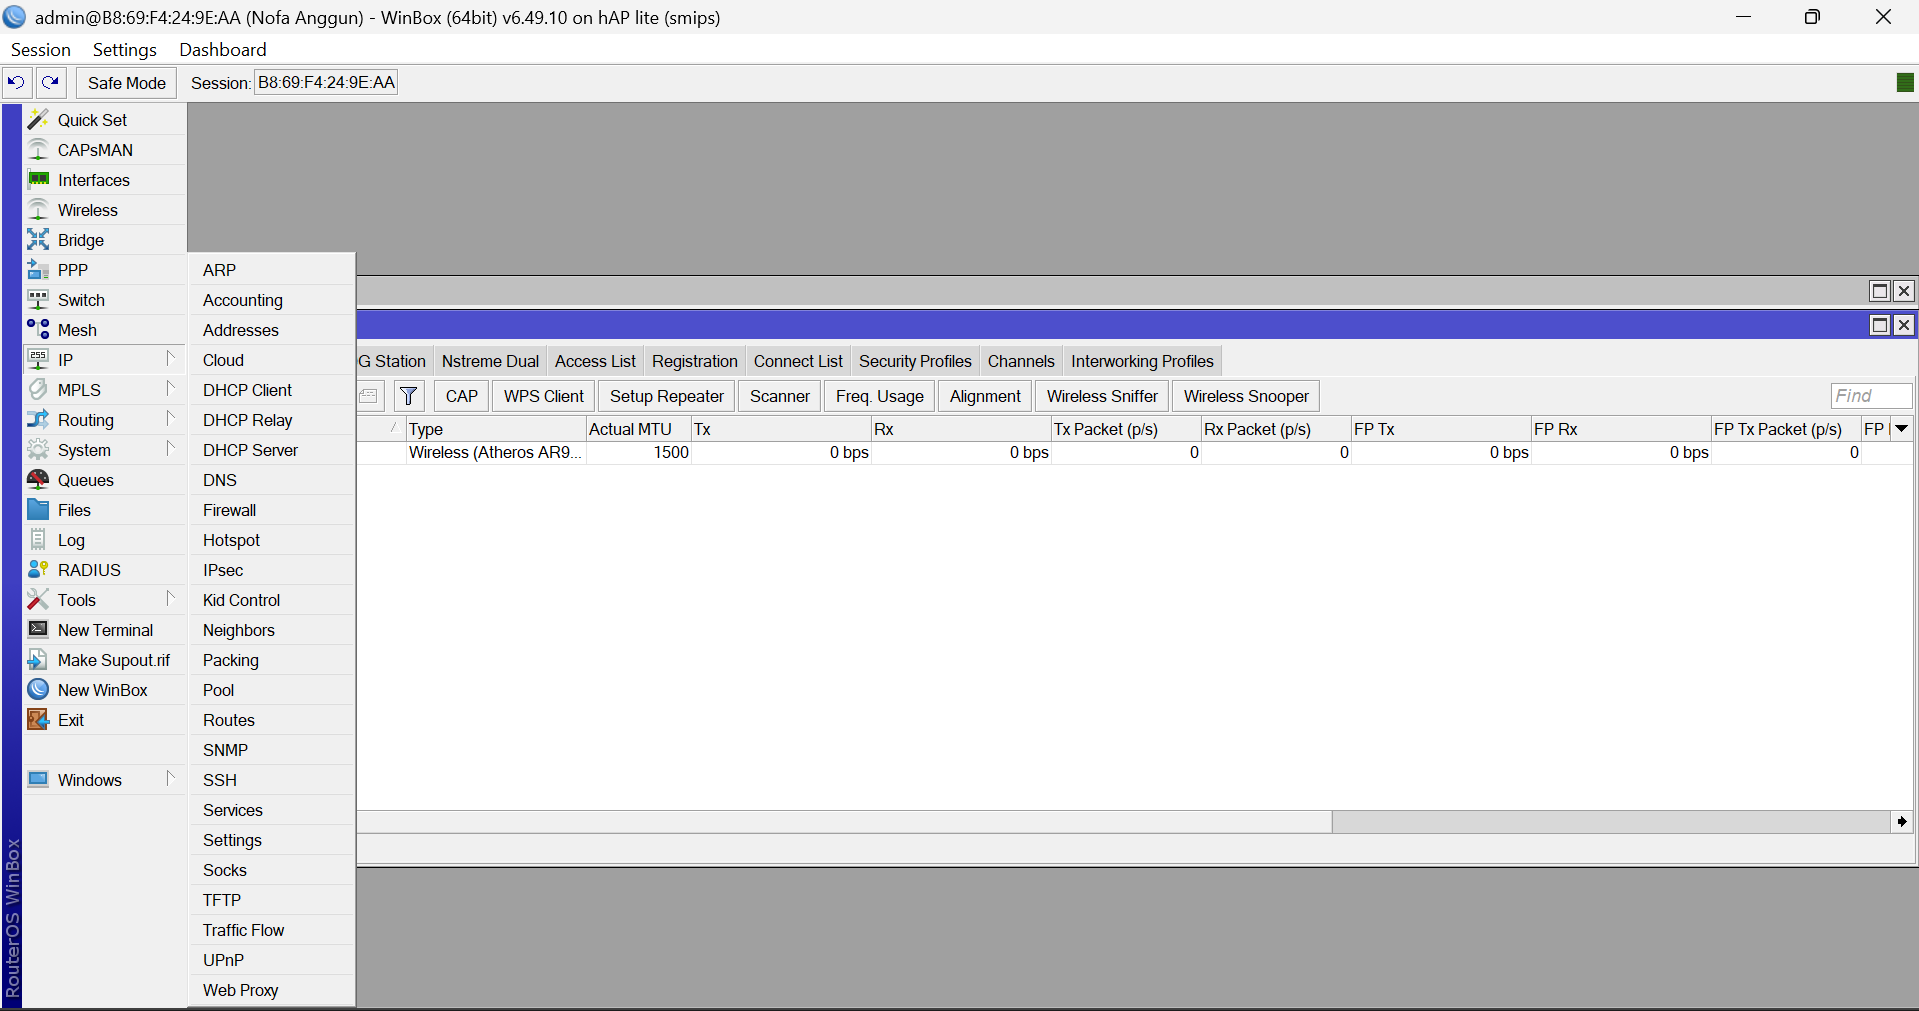 admin@B8:69:F4:24:9E:AA (Nofa Anggun) - WinBox (64bit) v6.49.10 on hAP lite (smips)
Session Settings Dashboard
Safe Mode Session: B8:69:F4:24:9E:AA
Quick Set
CAPsMAN
Interfaces
Wireless
Bridge
PPP
Switch
Mesh
IP
MPLS
Routing
System
Queues
Files
Log
RADIUS
Tools
New Terminal
Make Supout.rif
New WinBox
Exit
Windows
RouterOS WinBox
ARP
Accounting
Addresses
Cloud
DHCP Client
DHCP Relay
DHCP Server
DNS
Firewall
Hotspot
IPsec
Kid Control
Neighbors
Packing
Pool
Routes
SNMP
SSH
Services
Settings
Socks
TFTP
Traffic Flow
UPnP
Web Proxy
G Station Nstreme Dual Access List Registration Connect List Security Profiles Channels Interworking Profiles
CAP WPS Client Setup Repeater Scanner Freq. Usage Alignment Wireless Sniffer Wireless Snooper Find
Type Actual MTU Tx Rx Tx Packet (p/s) Rx Packet (p/s) FP Tx FP Rx FP Tx Packet (p/s) FP
Wireless (Atheros AR9... 1500 0 bps 0 bps 0 0 0 bps 0 bps 0